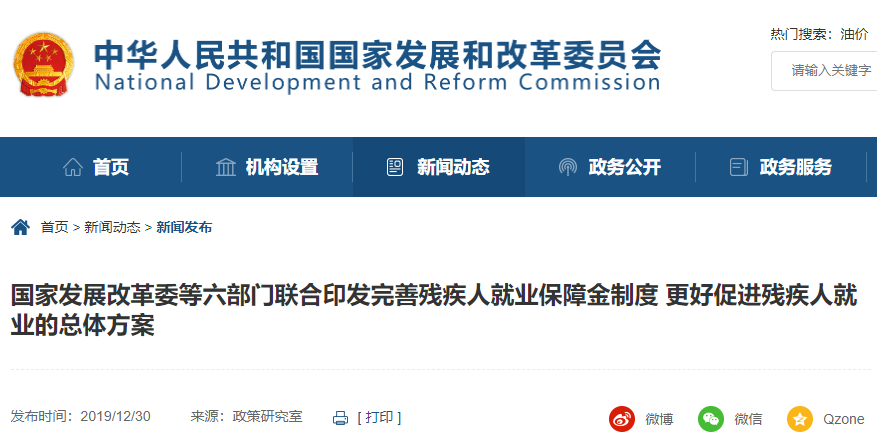 热门搜索：油价
中华人民共和国国家发展和改革委员会
National Development and Reform Commission
请输入关键字
首页 机构设置 新闻动态 政务公开 政务服务
首页 > 新闻动态 > 新闻发布
国家发展改革委等六部门联合印发完善残疾人就业保障金制度 更好促进残疾人就
业的总体方案
发布时间：2019/12/30 来源：政策研究室 [ 打印 ] 微博 微信 Qzone